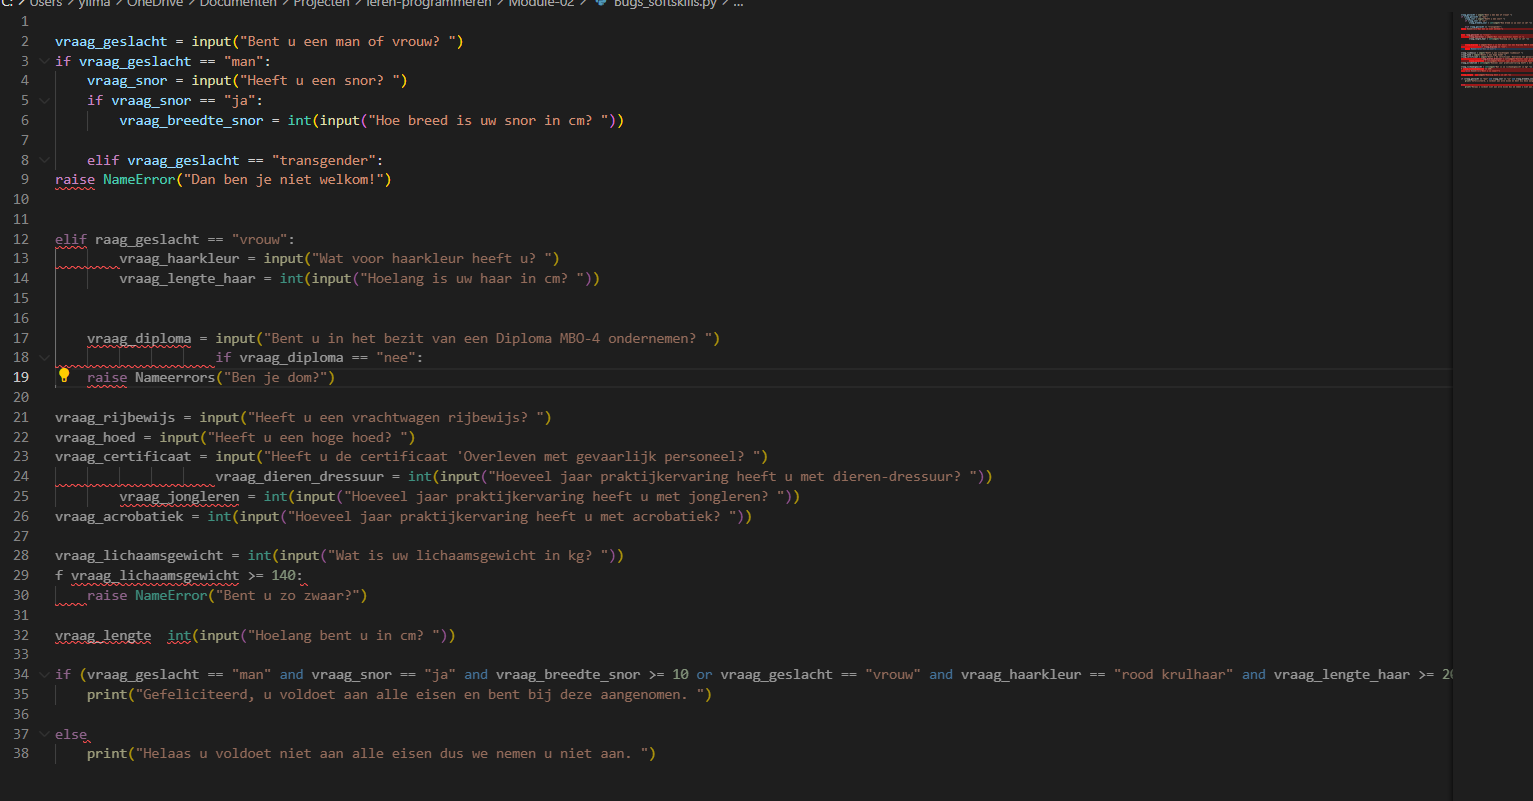 C: > Users > yilma > OneDrive > Documenten > Projecten > leren-programmeren > Module-02 > Bugs_softskills.py > ...
1
2 vraag_geslacht = input("Bent u een man of vrouw? ")
3 if vraag_geslacht == "man":
4     vraag_snor = input("Heeft u een snor? ")
5     if vraag_snor == "ja":
6         vraag_breedte_snor = int(input("Hoe breed is uw snor in cm? "))
7
8     elif vraag_geslacht == "transgender":
9 raise NameError("Dan ben je niet welkom!")
10
11
12 elif raag_geslacht == "vrouw":
13         vraag_haarkleur = input("Wat voor haarkleur heeft u? ")
14         vraag_lengte_haar = int(input("Hoelang is uw haar in cm? "))
15
16
17     vraag_diploma = input("Bent u in het bezit van een Diploma MBO-4 ondernemen? ")
18                     if vraag_diploma == "nee":
19     raise Nameerrors("Ben je dom?")
20
21 vraag_rijbewijs = input("Heeft u een vrachtwagen rijbewijs? ")
22 vraag_hoed = input("Heeft u een hoge hoed? ")
23 vraag_certificaat = input("Heeft u de certificaat 'Overleven met gevaarlijk personeel? ")
24                     vraag_dieren_dressuur = int(input("Hoeveel jaar praktijkervaring heeft u met dieren-dressuur? "))
25         vraag_jongleren = int(input("Hoeveel jaar praktijkervaring heeft u met jongleren? "))
26 vraag_acrobatiek = int(input("Hoeveel jaar praktijkervaring heeft u met acrobatiek? "))
27
28 vraag_lichaamsgewicht = int(input("Wat is uw lichaamsgewicht in kg? "))
29 f vraag_lichaamsgewicht >= 140:
30     raise NameError("Bent u zo zwaar?")
31
32 vraag_lengte  int(input("Hoelang bent u in cm? "))
33
34 if (vraag_geslacht == "man" and vraag_snor == "ja" and vraag_breedte_snor >= 10 or vraag_geslacht == "vrouw" and vraag_haarkleur == "rood krulhaar" and vraag_lengte_haar >= 20
35     print("Gefeliciteerd, u voldoet aan alle eisen en bent bij deze aangenomen. ")
36
37 else
38     print("Helaas u voldoet niet aan alle eisen dus we nemen u niet aan. ")